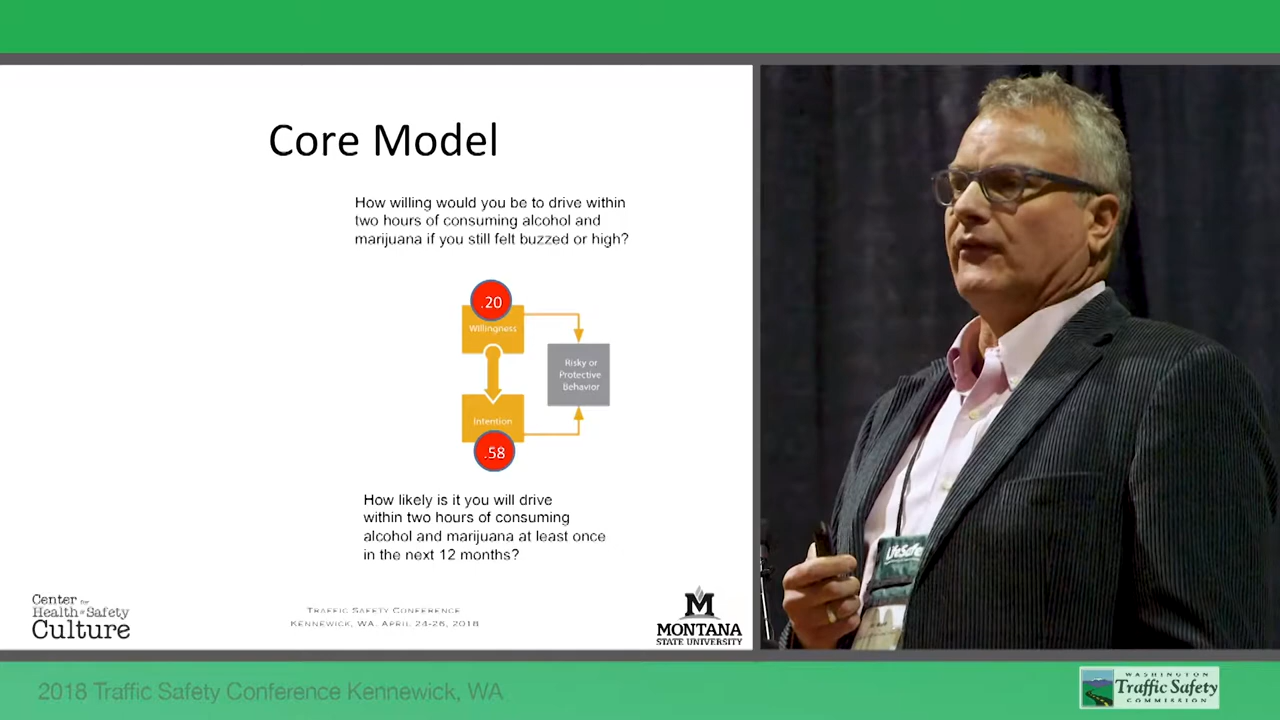 Core Model
How willing would you be to drive within
two hours of consuming alcohol and
marijuana if you still felt buzzed or high?
.20
Willingness
Risky or
Protective
Behavior
Intention
.58
How likely is it you will drive
within two hours of consuming
alcohol and marijuana at least once
in the next 12 months?
Center for
Health & Safety
Culture
TRAFFIC SAFETY CONFERENCE
KENNEWICK, WA. APRIL 24-26, 2018
M
MONTANA
STATE UNIVERSITY
2018 Traffic Safety Conference Kennewick, WA
WASHINGTON
Traffic Safety
COMMISSION